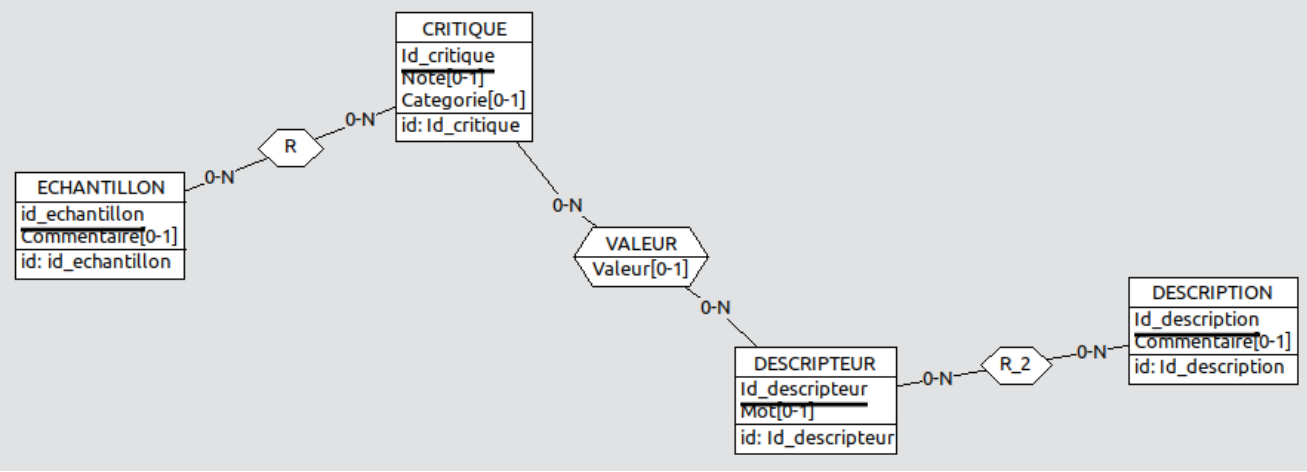 CRITIQUE
Id_critique
Note[0-1]
Categorie[0-1]
id: Id_critique
0-N
R
0-N
ECHANTILLON
id_echantillon
Commentaire[0-1]
id: id_echantillon
0-N
VALEUR
Valeur[0-1]
0-N
DESCRIPTEUR
Id_descripteur
Mot[0-1]
id: Id_descripteur
0-N
R_2
0-N
DESCRIPTION
Id_description
Commentaire[0-1]
id: Id_description